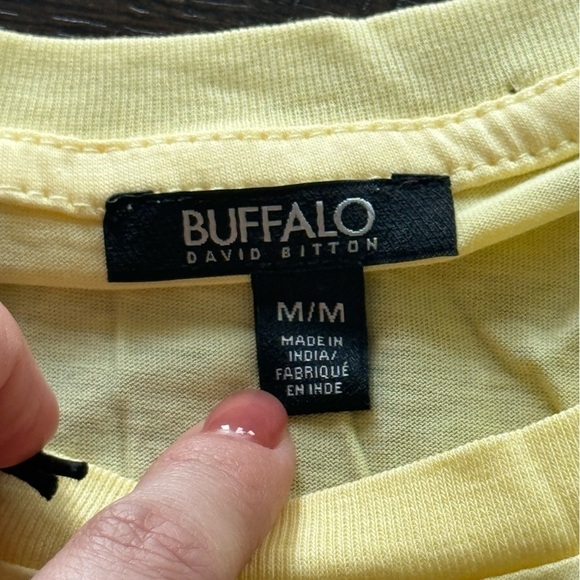 BUFFALO
DAVID BITTON
M/M
MADE IN
INDIA/
FABRIQUÉ
EN INDE